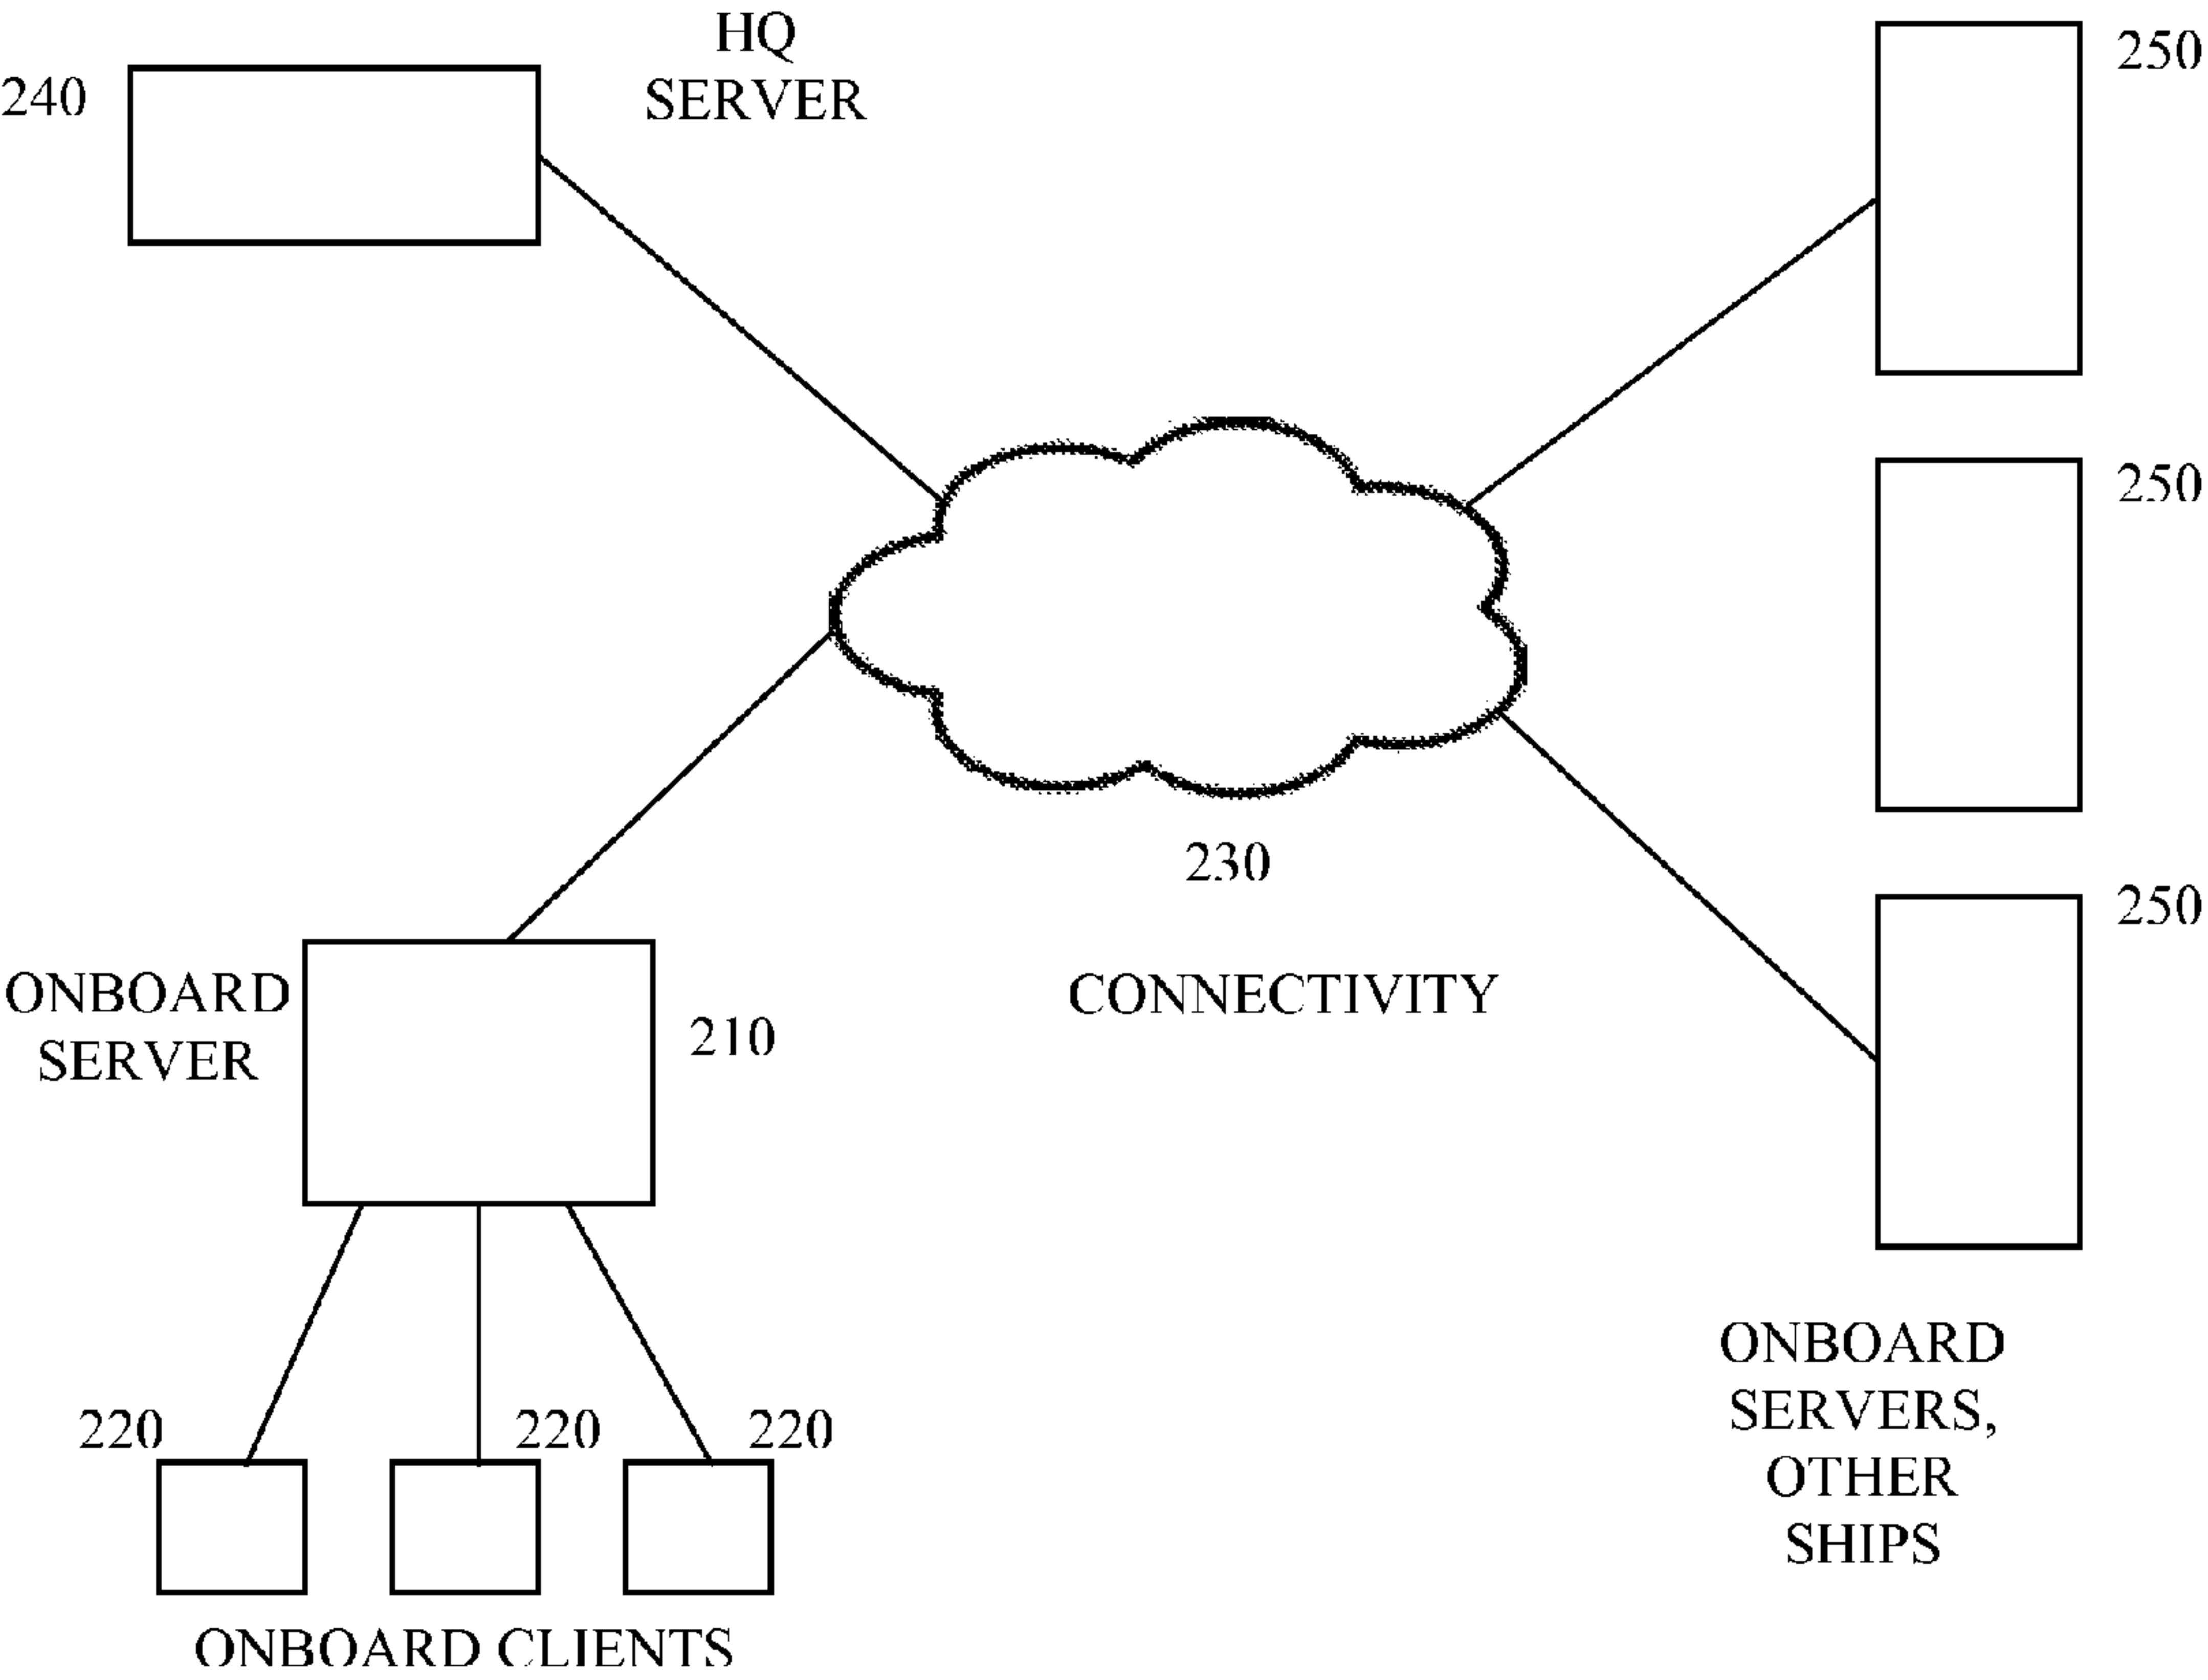 HQ
SERVER
240
250
250
230
250
CONNECTIVITY
ONBOARD
SERVER
210
ONBOARD
SERVERS,
OTHER
SHIPS
220
220
220
ONBOARD CLIENTS